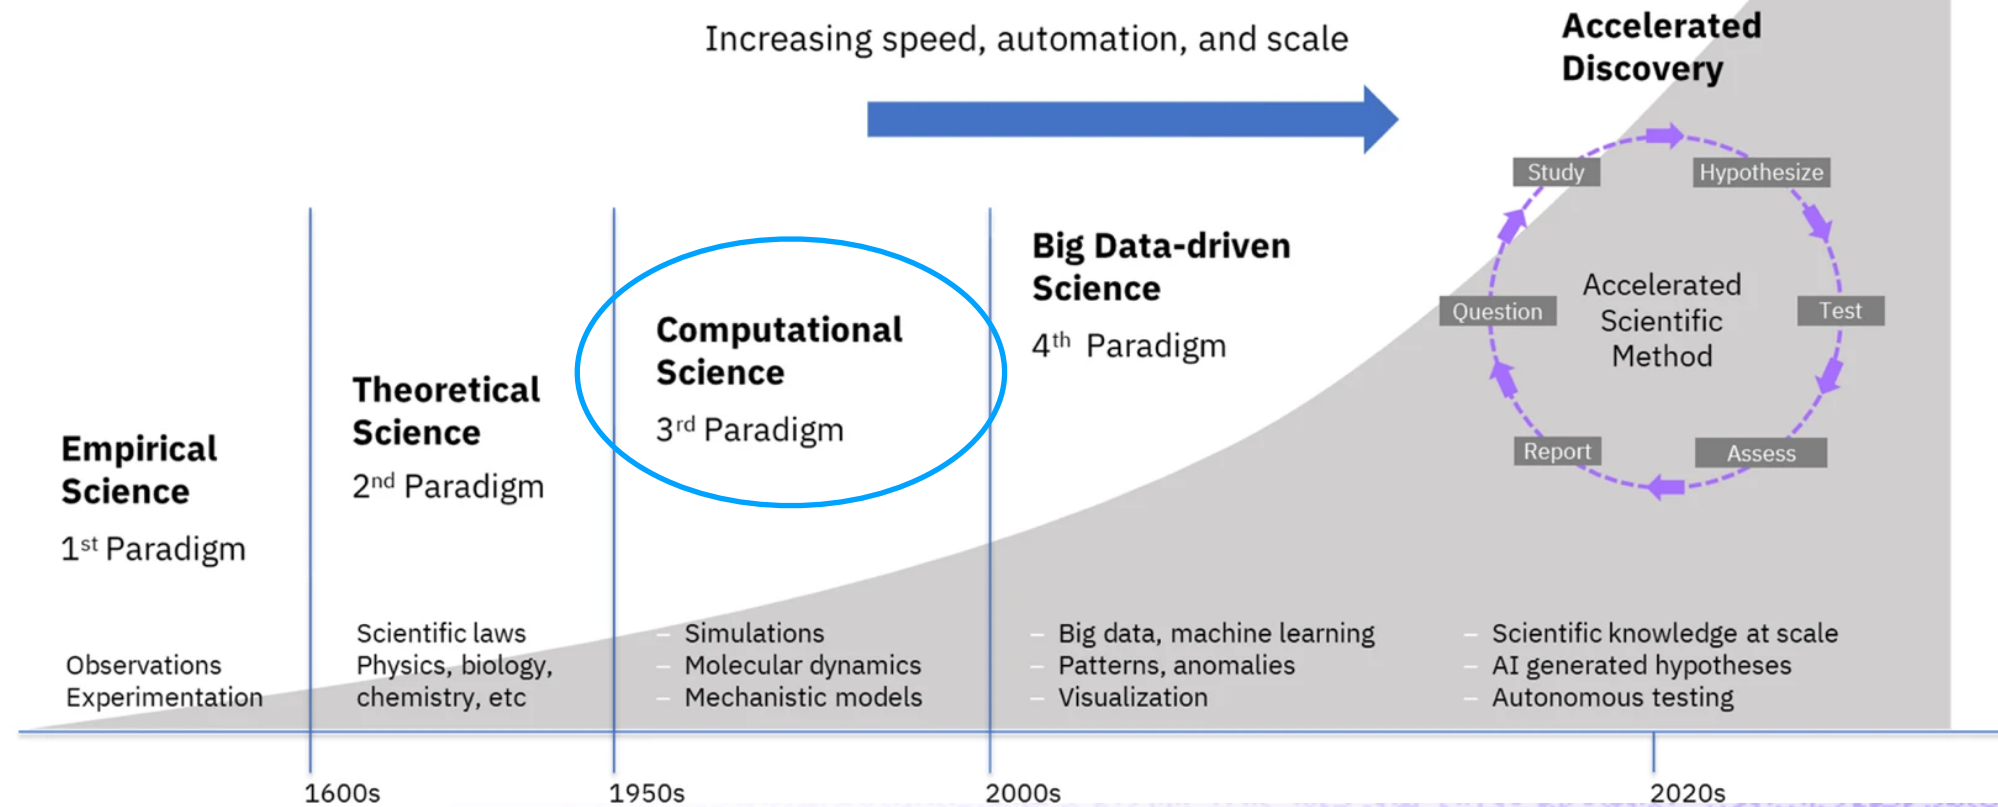 Increasing speed, automation, and scale
Empirical
Science
1st Paradigm
Observations
Experimentation
Theoretical
Science
2nd Paradigm
Scientific laws
Physics, biology,
chemistry, etc
Computational
Science
3rd Paradigm
– Simulations
– Molecular dynamics
– Mechanistic models
Big Data-driven
Science
4th Paradigm
– Big data, machine learning
– Patterns, anomalies
– Visualization
Accelerated
Discovery
Study
Hypothesize
Question
Test
Report
Assess
Accelerated
Scientific
Method
– Scientific knowledge at scale
– AI generated hypotheses
– Autonomous testing
1600s
1950s
2000s
2020s